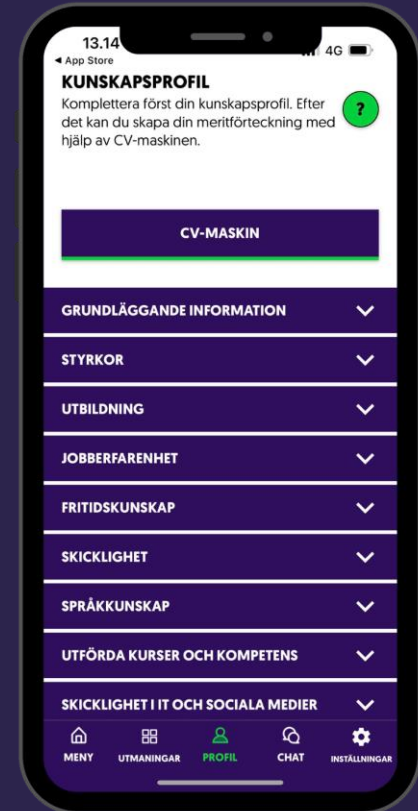 13.14
4G
◀ App Store
KUNSKAPSPROFIL
Komplettera först din kunskapsprofil. Efter
det kan du skapa din meritförteckning med
hjälp av CV-maskinen.
?
CV-MASKIN
GRUNDLÄGGANDE INFORMATION
STYRKOR
UTBILDNING
JOBBERFARENHET
FRITIDSKUNSKAP
SKICKLIGHET
SPRÅKKUNSKAP
UTFÖRDA KURSER OCH KOMPETENS
SKICKLIGHET I IT OCH SOCIALA MEDIER
MENY UTMANINGAR PROFIL CHAT INSTÄLLNINGAR